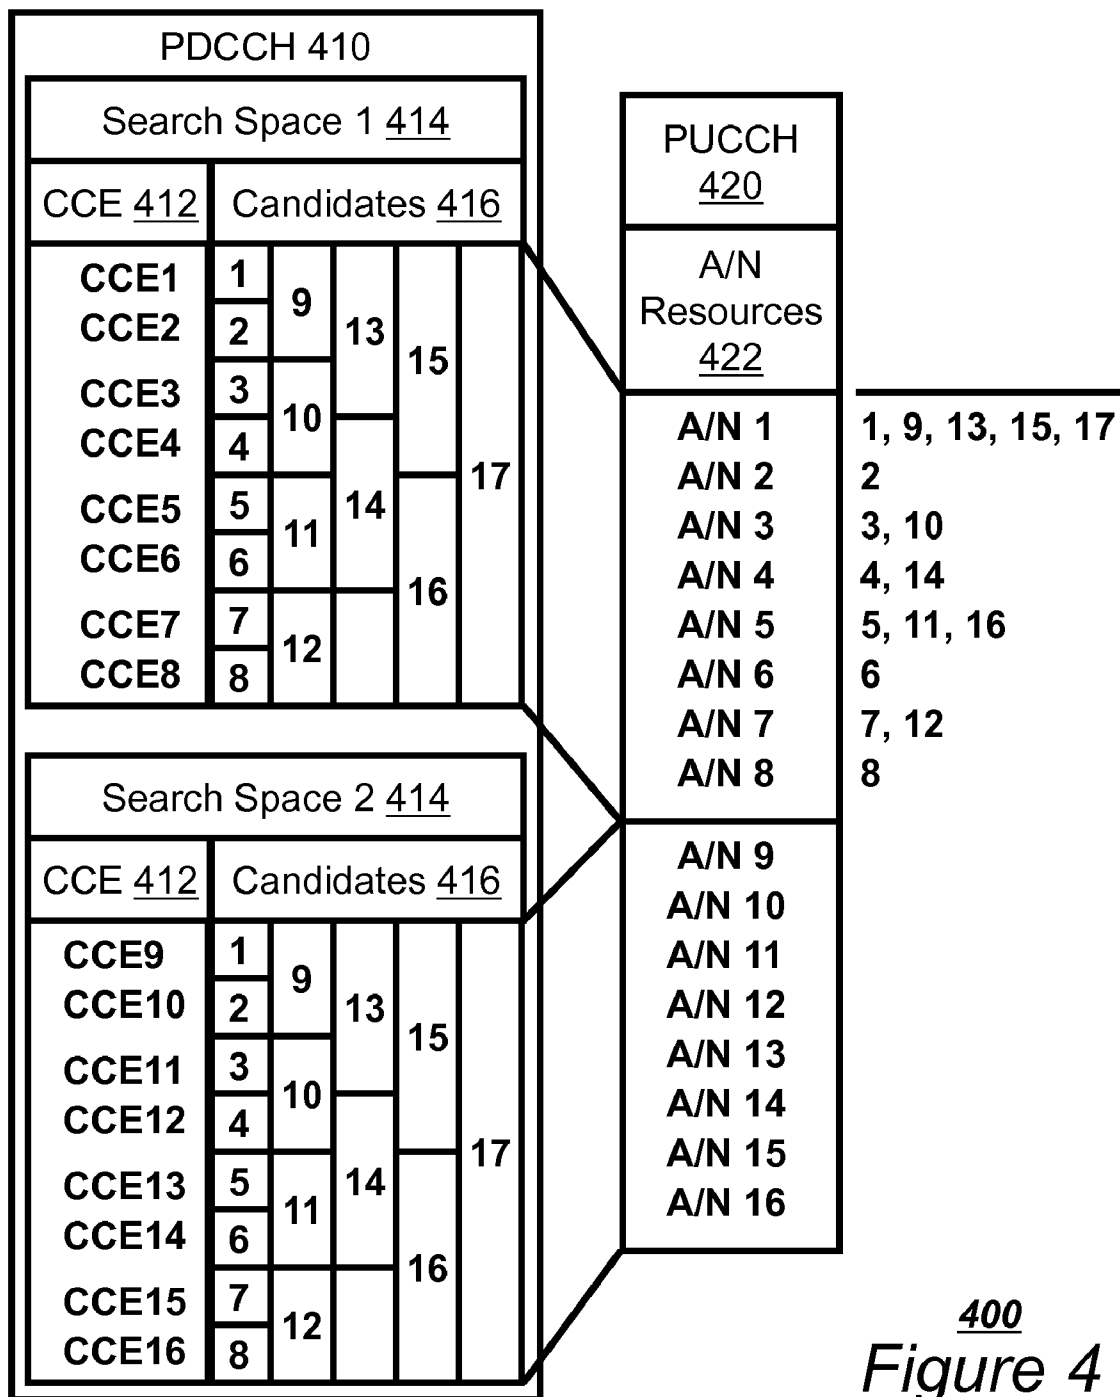 PDCCH 410
Search Space 1 414
CCE 412 Candidates 416
CCE1
CCE2
CCE3
CCE4
CCE5
CCE6
CCE7
CCE8
1
2
3
4
5
6
7
8
9
10
11
12
13
14
15
16
17
Search Space 2 414
CCE 412 Candidates 416
CCE9
CCE10
CCE11
CCE12
CCE13
CCE14
CCE15
CCE16
1
2
3
4
5
6
7
8
9
10
11
12
13
14
15
16
17
PUCCH
420
A/N
Resources
422
A/N 1 1, 9, 13, 15, 17
A/N 2 2
A/N 3 3, 10
A/N 4 4, 14
A/N 5 5, 11, 16
A/N 6 6
A/N 7 7, 12
A/N 8 8
A/N 9
A/N 10
A/N 11
A/N 12
A/N 13
A/N 14
A/N 15
A/N 16
400
Figure 4